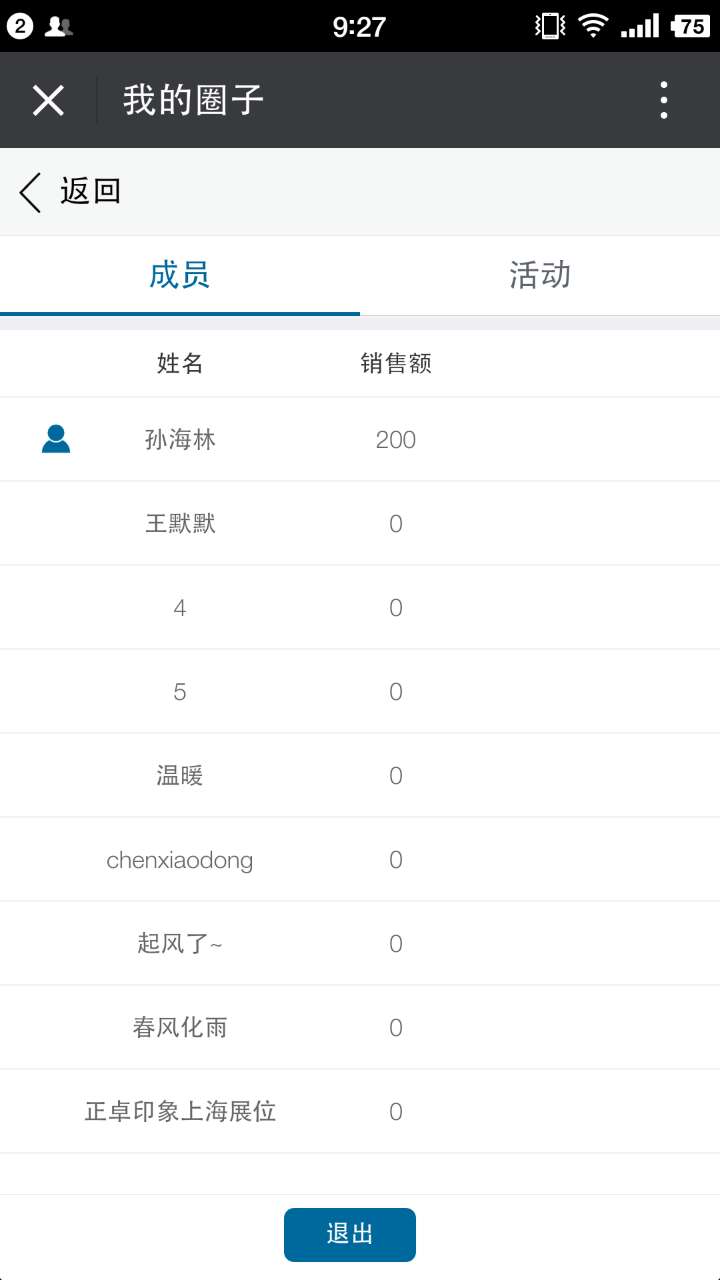 2 9:27 75
我的圈子
返回
成员 活动
姓名 销售额
孙海林 200
王默默 0
4 0
5 0
温暖 0
chenxiaodong 0
起风了~ 0
春风化雨 0
正卓印象上海展位 0
退出